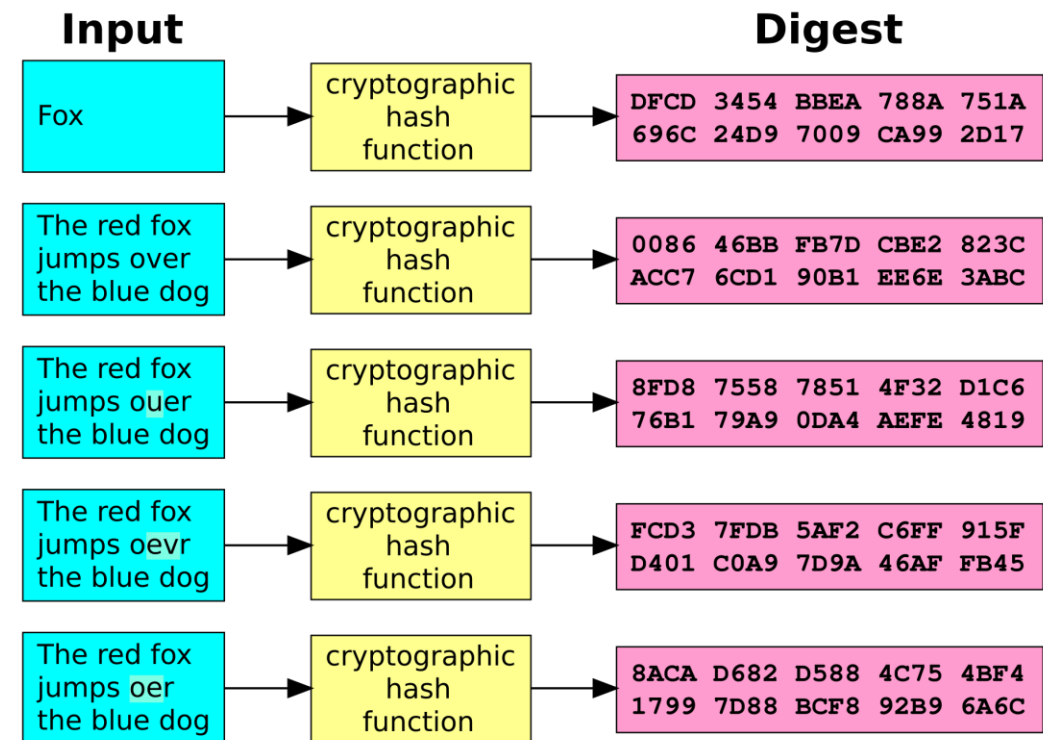 Input
Digest
Fox
cryptographic
hash
function
DFCD 3454 BBEA 788A 751A
696C 24D9 7009 CA99 2D17
The red fox
jumps over
the blue dog
cryptographic
hash
function
0086 46BB FB7D CBE2 823C
ACC7 6CD1 90B1 EE6E 3ABC
The red fox
jumps ouer
the blue dog
cryptographic
hash
function
8FD8 7558 7851 4F32 D1C6
76B1 79A9 0DA4 AEFE 4819
The red fox
jumps oevr
the blue dog
cryptographic
hash
function
FCD3 7FDB 5AF2 C6FF 915F
D401 C0A9 7D9A 46AF FB45
The red fox
jumps oer
the blue dog
cryptographic
hash
function
8ACA D682 D588 4C75 4BF4
1799 7D88 BCF8 92B9 6A6C